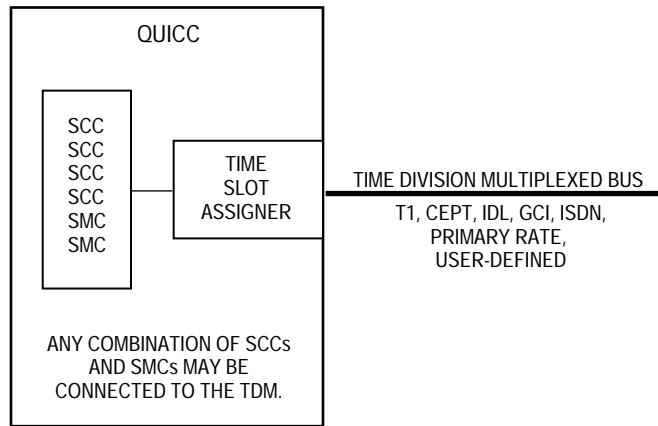 QUICC
SCC
SCC
SCC
SCC
SMC
SMC
TIME
SLOT
ASSIGNER
TIME DIVISION MULTIPLEXED BUS
T1, CEPT, IDL, GCI, ISDN,
PRIMARY RATE,
USER-DEFINED
ANY COMBINATION OF SCCs
AND SMCs MAY BE
CONNECTED TO THE TDM.